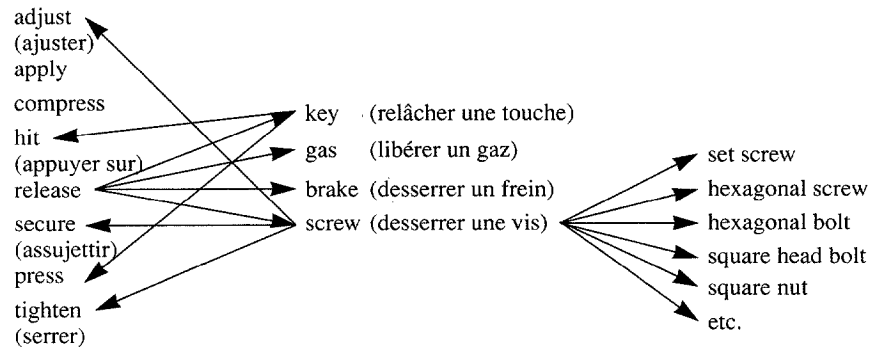 adjust
(ajuster)
apply
compress
hit
(appuyer sur)
release
secure
(assujettir)
press
tighten
(serrer)
key (relâcher une touche)
gas (libérer un gaz)
brake (desserrer un frein)
screw (desserrer une vis)
set screw
hexagonal screw
hexagonal bolt
square head bolt
square nut
etc.